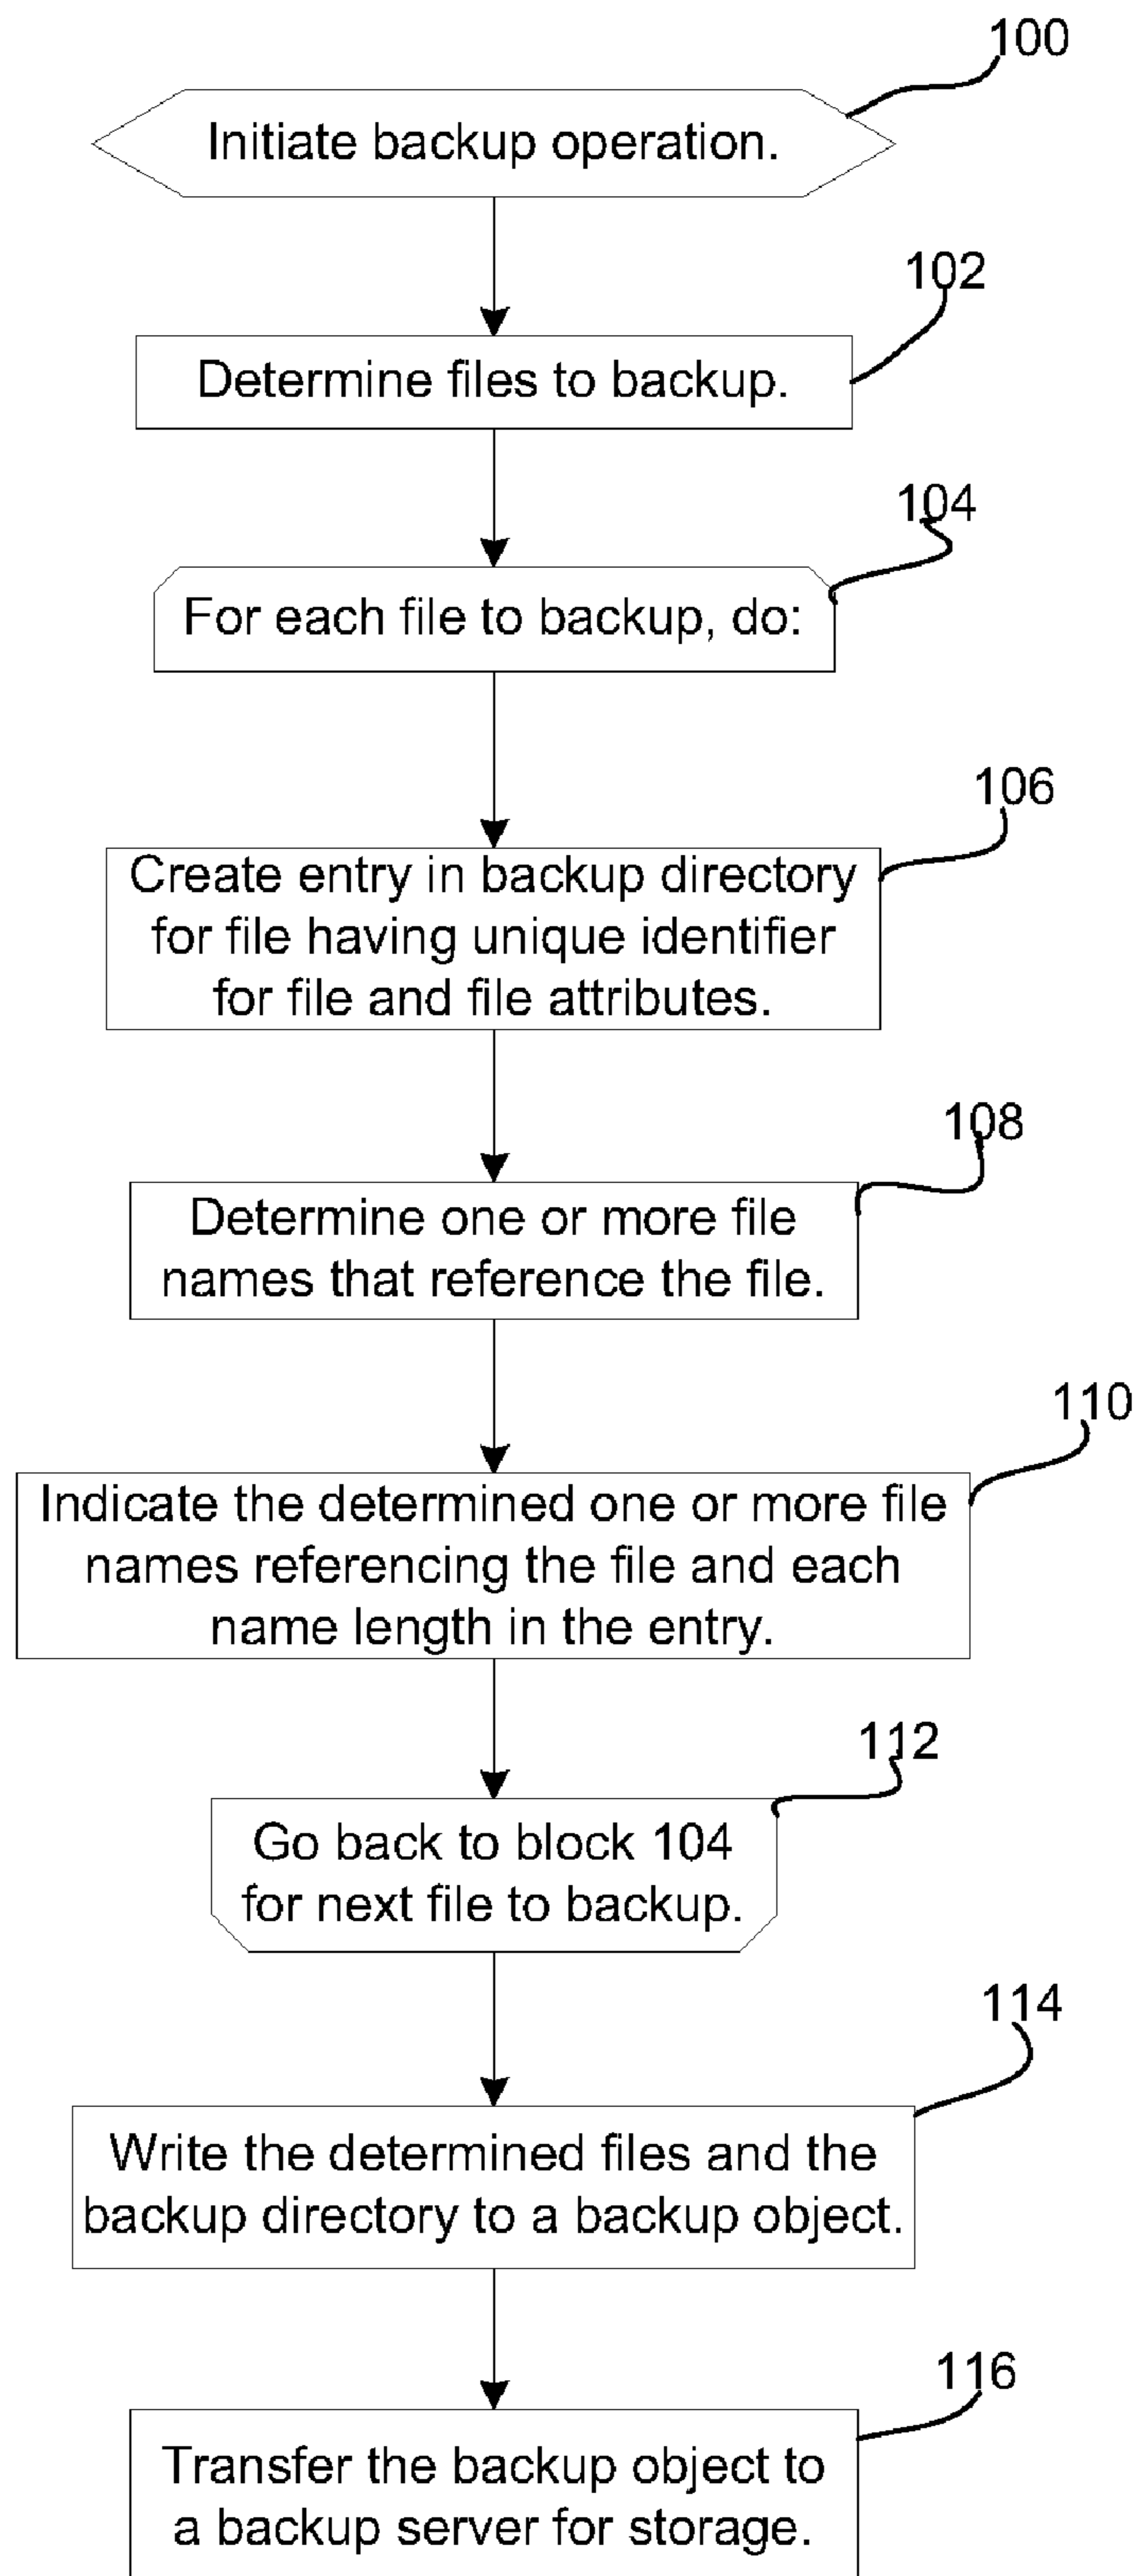 100
Initiate backup operation.
102
Determine files to backup.
104
For each file to backup, do:
106
Create entry in backup directory
for file having unique identifier
for file and file attributes.
108
Determine one or more file
names that reference the file.
110
Indicate the determined one or more file
names referencing the file and each
name length in the entry.
112
Go back to block 104
for next file to backup.
114
Write the determined files and the
backup directory to a backup object.
116
Transfer the backup object to
a backup server for storage.